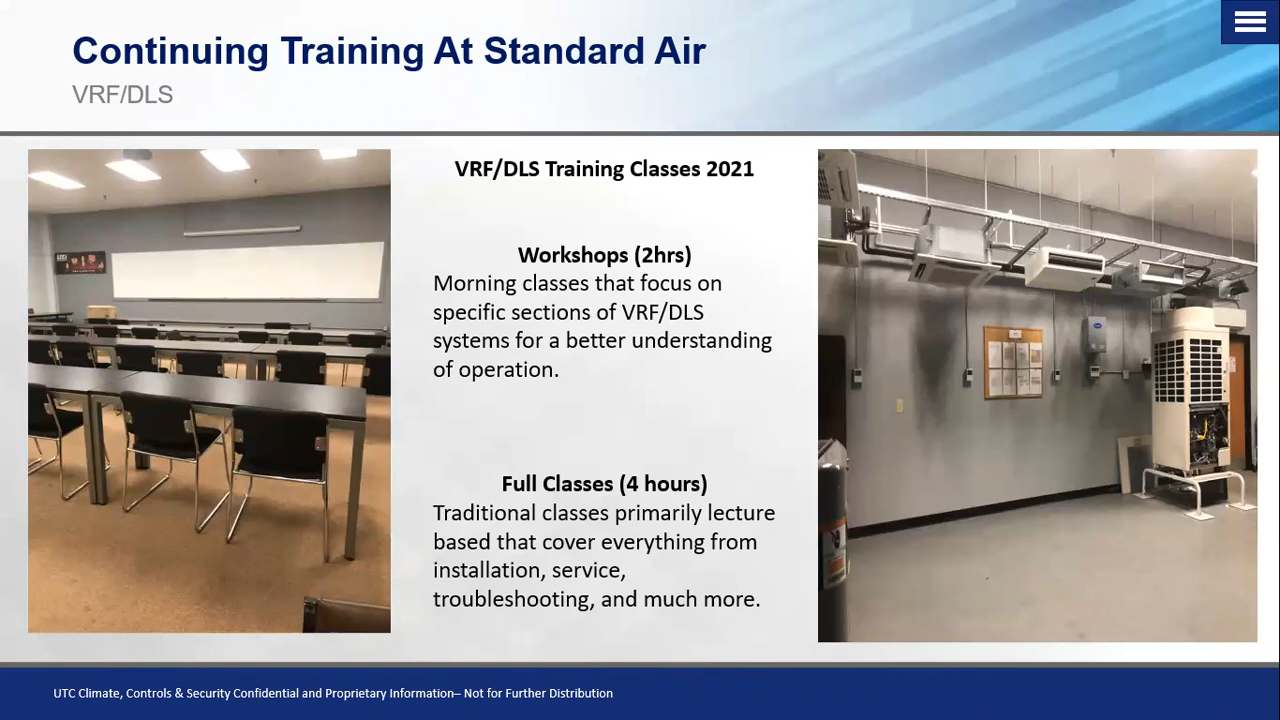 Continuing Training At Standard Air
VRF/DLS
VRF/DLS Training Classes 2021
Workshops (2hrs)
Morning classes that focus on
specific sections of VRF/DLS
systems for a better understanding
of operation.
Full Classes (4 hours)
Traditional classes primarily lecture
based that cover everything from
installation, service,
troubleshooting, and much more.
UTC Climate, Controls & Security Confidential and Proprietary Information– Not for Further Distribution